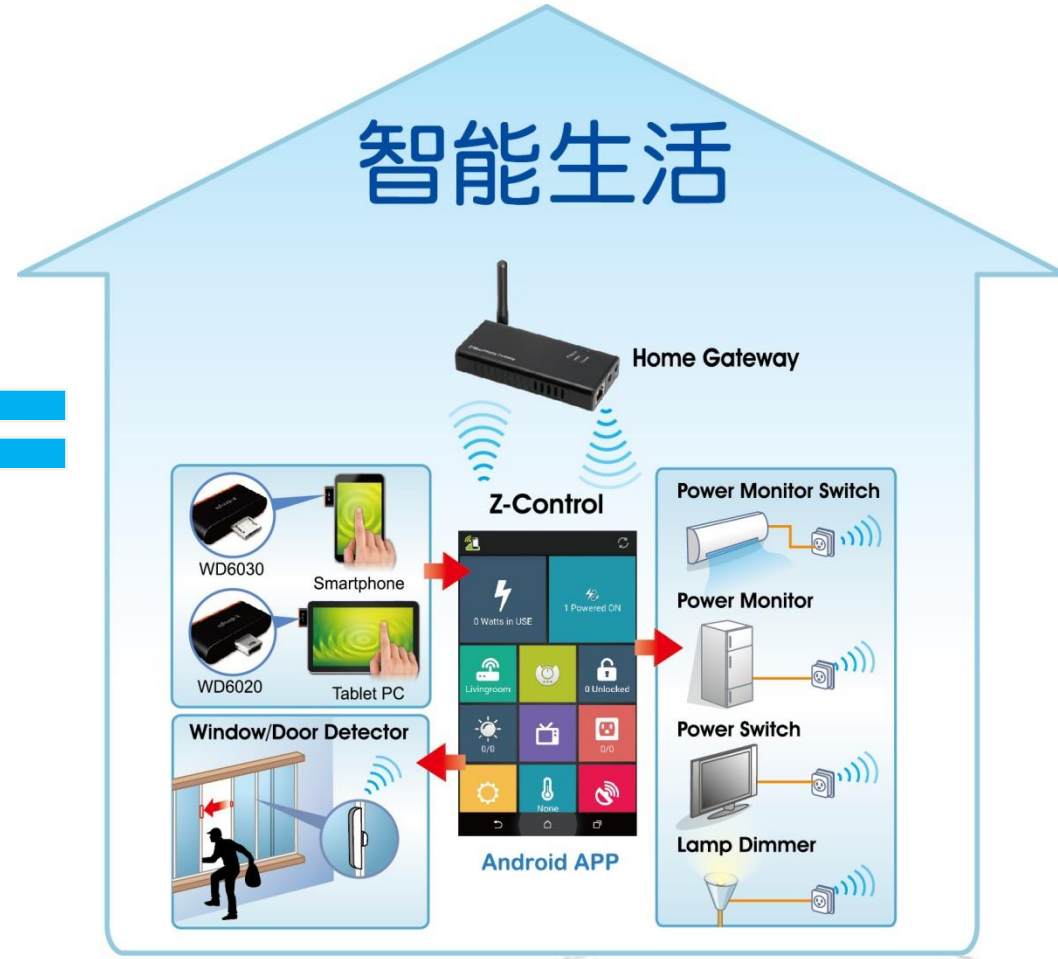 智能生活
Home Gateway
Z-Control
WD6030
Smartphone
WD6020
Tablet PC
Window/Door Detector
0 Watts in USE
1 Powered ON
Livingroom
0 Unlocked
0/0
0/0
None
Android APP
Power Monitor Switch
Power Monitor
Power Switch
Lamp Dimmer